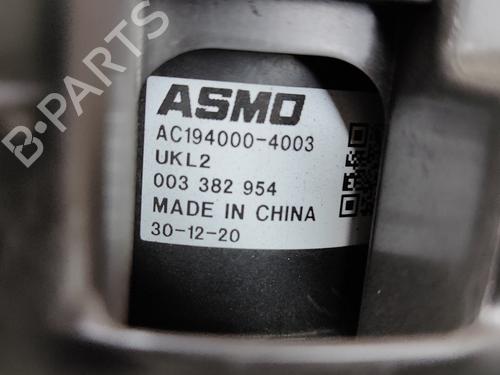 B-PARTS
ASMO
AC194000-4003
UKL2
003 382 954
MADE IN CHINA
30-12-20